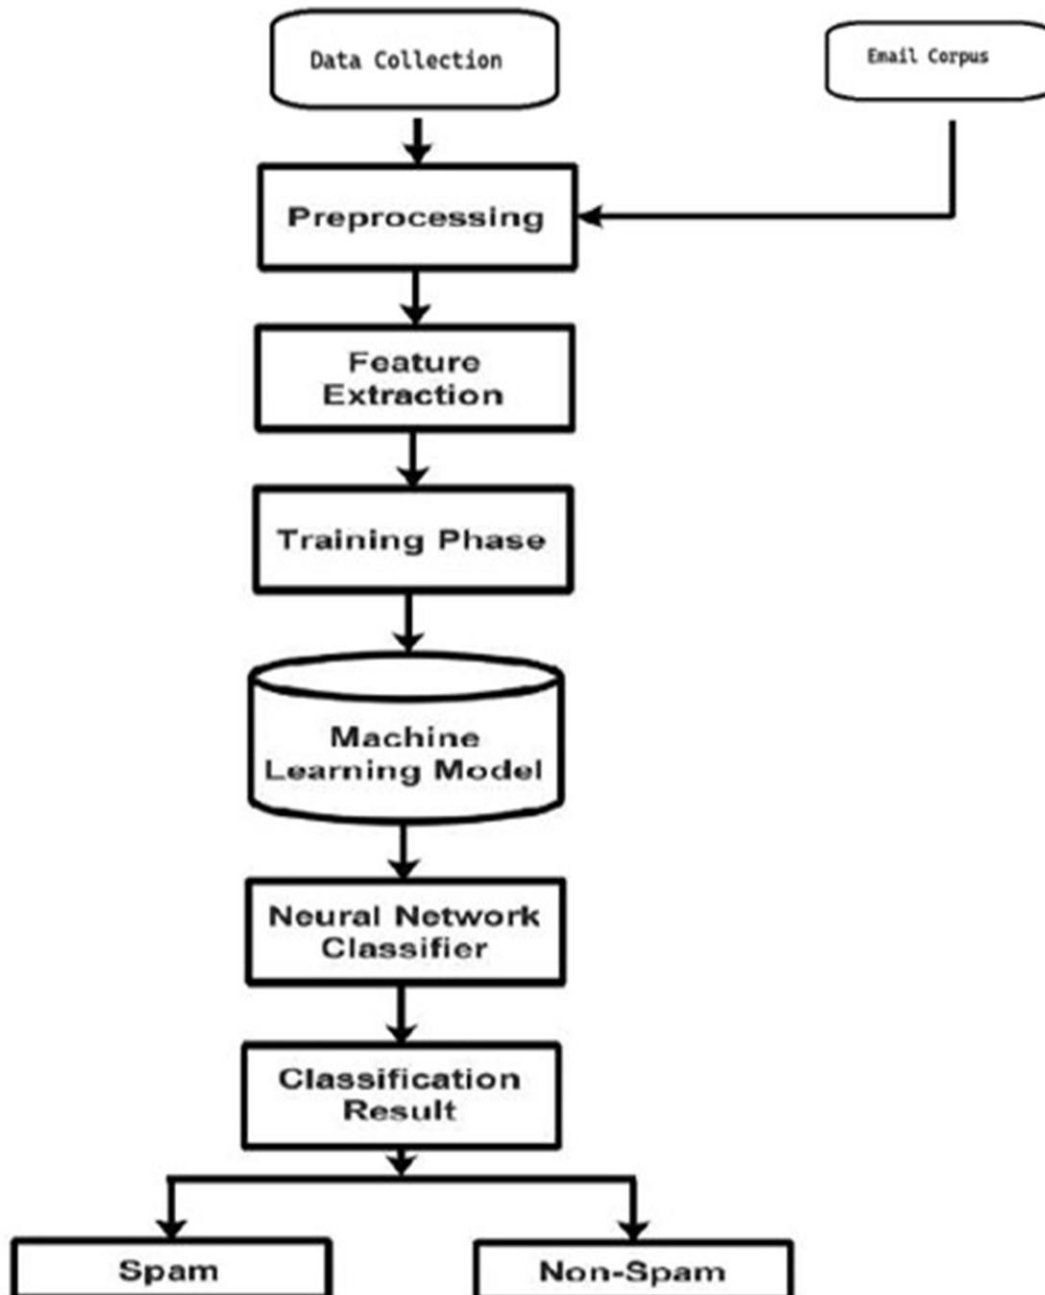 Data Collection
Email Corpus
Preprocessing
Feature
Extraction
Training Phase
Machine
Learning Model
Neural Network
Classifier
Classification
Result
Spam
Non-Spam